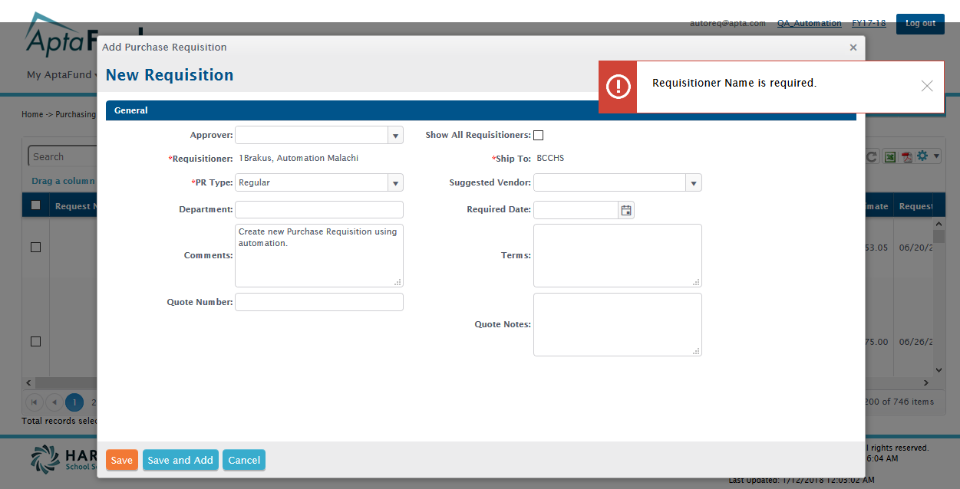 autoreq@apta.com QA_Automation FY17-18 Log out
AptaFund
My AptaFund
Home -> Purchasing
Add Purchase Requisition
New Requisition
Requisitioner Name is required.
General
Approver:
Show All Requisitioners:
*Requisitioner: 1Brakus, Automation Malachi
*Ship To: BCCHS
*PR Type: Regular
Suggested Vendor:
Department:
Required Date:
Comments: Create new Purchase Requisition using
automation.
Terms:
Quote Number:
Quote Notes:
Search
Drag a column
Request N
mate Request
53.05 06/20/2
75.00 06/26/2
1 2
200 of 746 items
Total records selec
Save Save and Add Cancel
HAR
School S
l rights reserved.
6:04 AM
Last Updated: 1/12/2018 12:03:02 AM